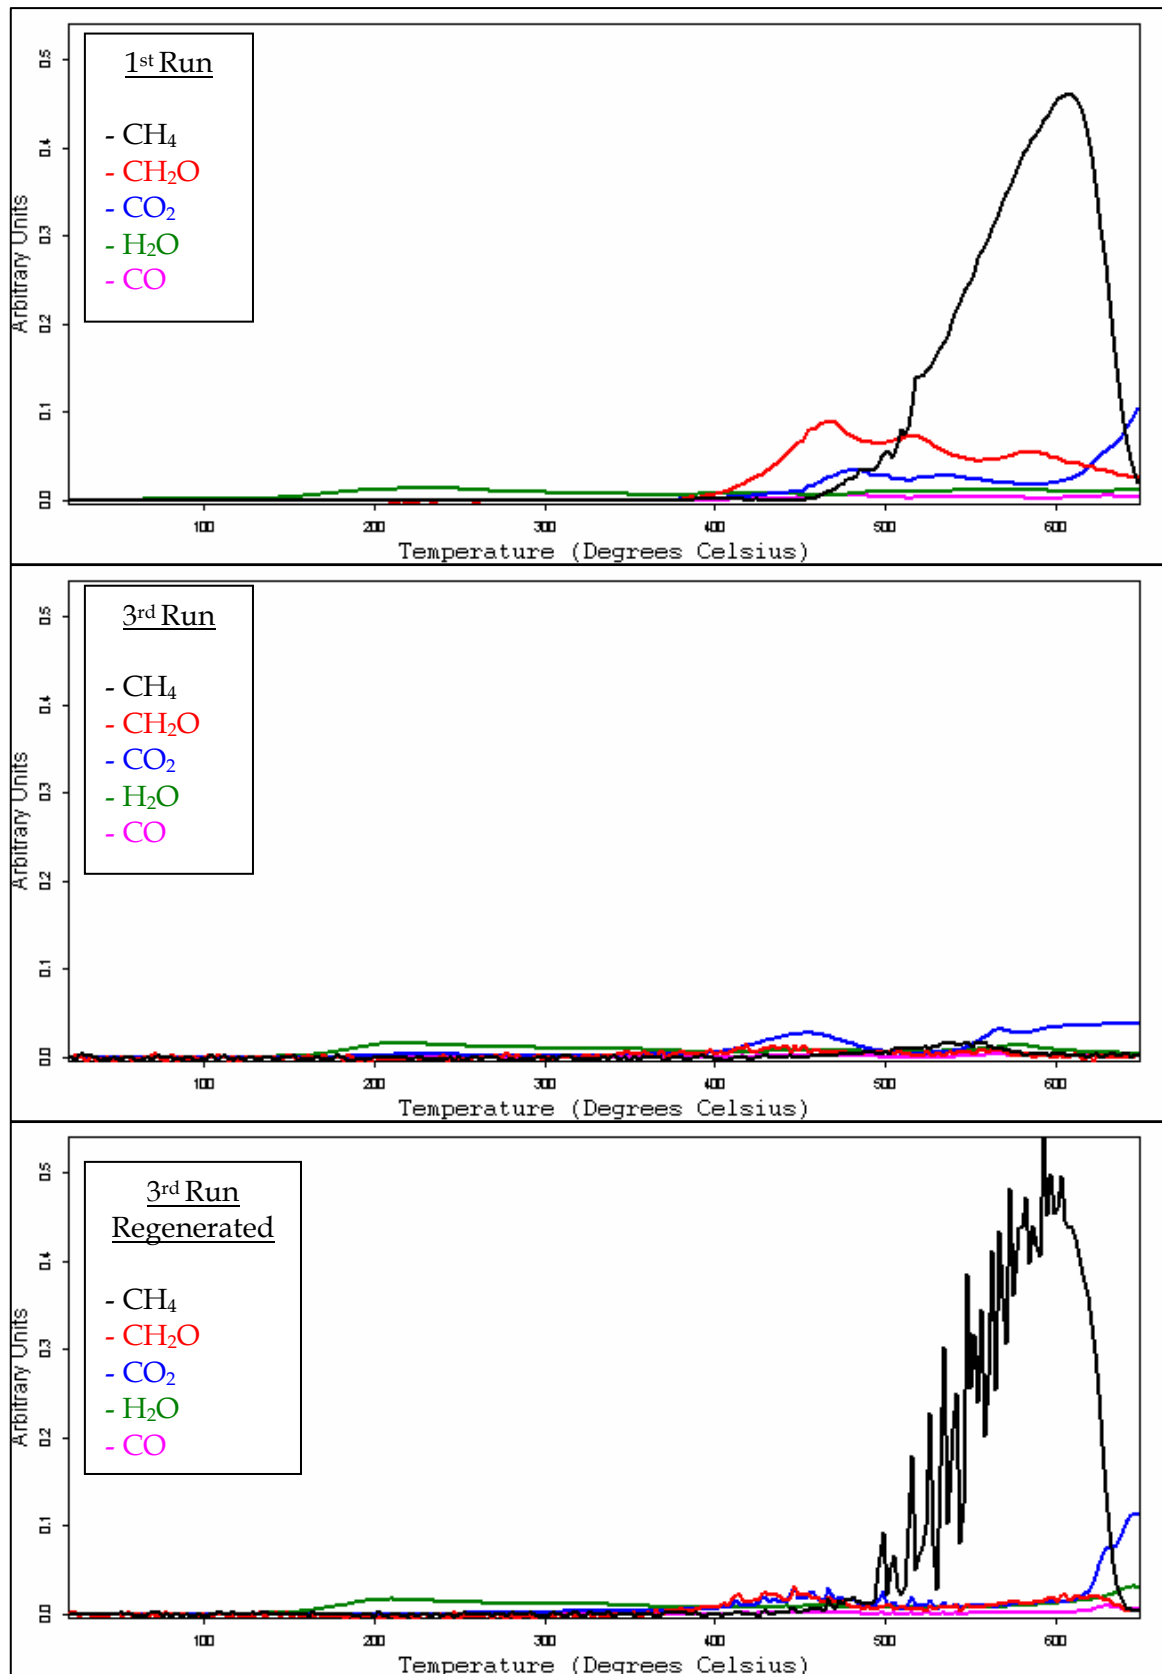 1st Run
- CH₄
- CH₂O
- CO₂
- H₂O
- CO
Arbitrary Units
0.5
0.4
0.3
0.2
0.1
0.0
100 200 300 400 500 600
Temperature (Degrees Celsius)
3rd Run
- CH₄
- CH₂O
- CO₂
- H₂O
- CO
Arbitrary Units
0.5
0.4
0.3
0.2
0.1
0.0
100 200 300 400 500 600
Temperature (Degrees Celsius)
3rd Run
Regenerated
- CH₄
- CH₂O
- CO₂
- H₂O
- CO
Arbitrary Units
0.5
0.4
0.3
0.2
0.1
0.0
100 200 300 400 500 600
Temperature (Degrees Celsius)